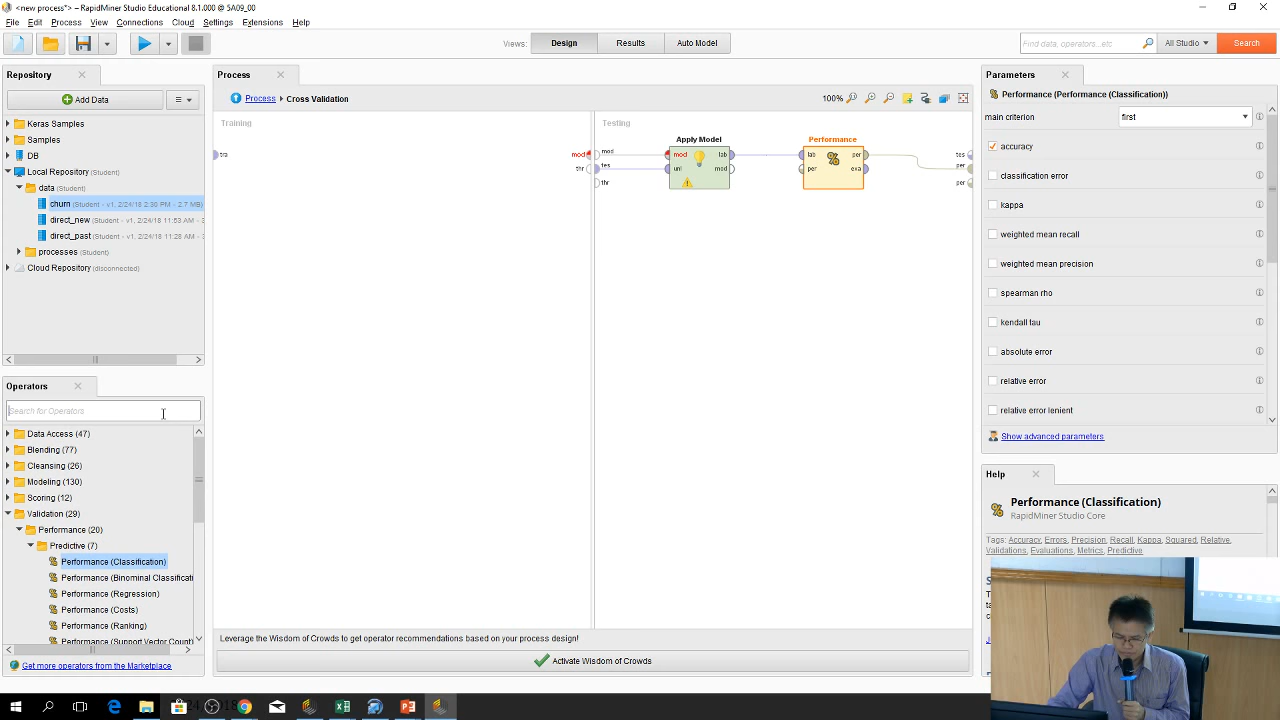 <new process*> – RapidMiner Studio Educational 8.1.000 @ 5A09_00
File Edit Process View Connections Cloud Settings Extensions Help
Views: Design Results Auto Model
Find data, operators...etc All Studio Search
Repository
Add Data
Keras Samples
Samples
DB
Local Repository (Student)
data (Student)
churn (Student - v1, 2/24/18 2:30 PM - 2.7 MB)
direct_new (Student - v1, 2/24/18 11:53 AM
direct_past (Student - v1, 2/24/18 11:28 AM
processes (Student)
Cloud Repository (disconnected)
Operators
Search for Operators
Data Access (47)
Blending (77)
Cleansing (26)
Modeling (130)
Scoring (12)
Validation (29)
Performance (20)
Predictive (7)
Performance (Classification)
Performance (Binominal Classificati
Performance (Regression)
Performance (Costs)
Performance (Ranking)
Performance (Support Vector Count)
Get more operators from the Marketplace
Process
Process Cross Validation
100%
Training
Testing
tra
mod
thr
mod
tes
thr
Apply Model
mod lab
unl mod
Performance
lab per
per exa
tes
per
per
Leverage the Wisdom of Crowds to get operator recommendations based on your process design!
Activate Wisdom of Crowds
Parameters
Performance (Performance (Classification))
main criterion first
accuracy
classification error
kappa
weighted mean recall
weighted mean precision
spearman rho
kendall tau
absolute error
relative error
relative error lenient
Show advanced parameters
Help
Performance (Classification)
RapidMiner Studio Core
Tags: Accuracy, Errors, Precision, Recall, Kappa, Squared, Relative,
Validations, Evaluations, Metrics, Predictive